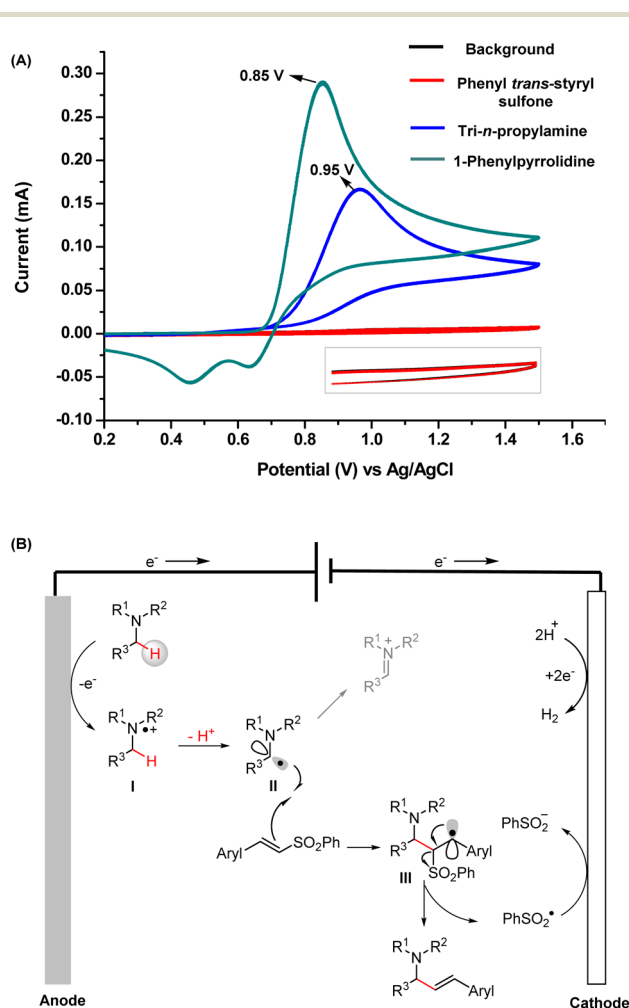 (A)
0.30
0.25
0.20
0.15
0.10
0.05
0.00
-0.05
-0.10
Current (mA)
0.85 V
0.95 V
Background
Phenyl trans-styryl
sulfone
Tri-n-propylamine
1-Phenylpyrrolidine
0.2 0.4 0.6 0.8 1.0 1.2 1.4 1.6
Potential (V) vs Ag/AgCl
(B)
e⁻ e⁻
R¹ R²
N
R³ H
-e⁻
R¹ R²
N •+
R³ H
I
- H⁺
R¹ R²
N
R³ •
II
R¹ + R²
N
R³
2H⁺
+2e⁻
H₂
Aryl SO₂Ph
R¹ R²
N •
R³ Aryl
SO₂Ph
III
PhSO₂⁻
PhSO₂•
R¹ R²
N
R³ Aryl
Anode Cathode